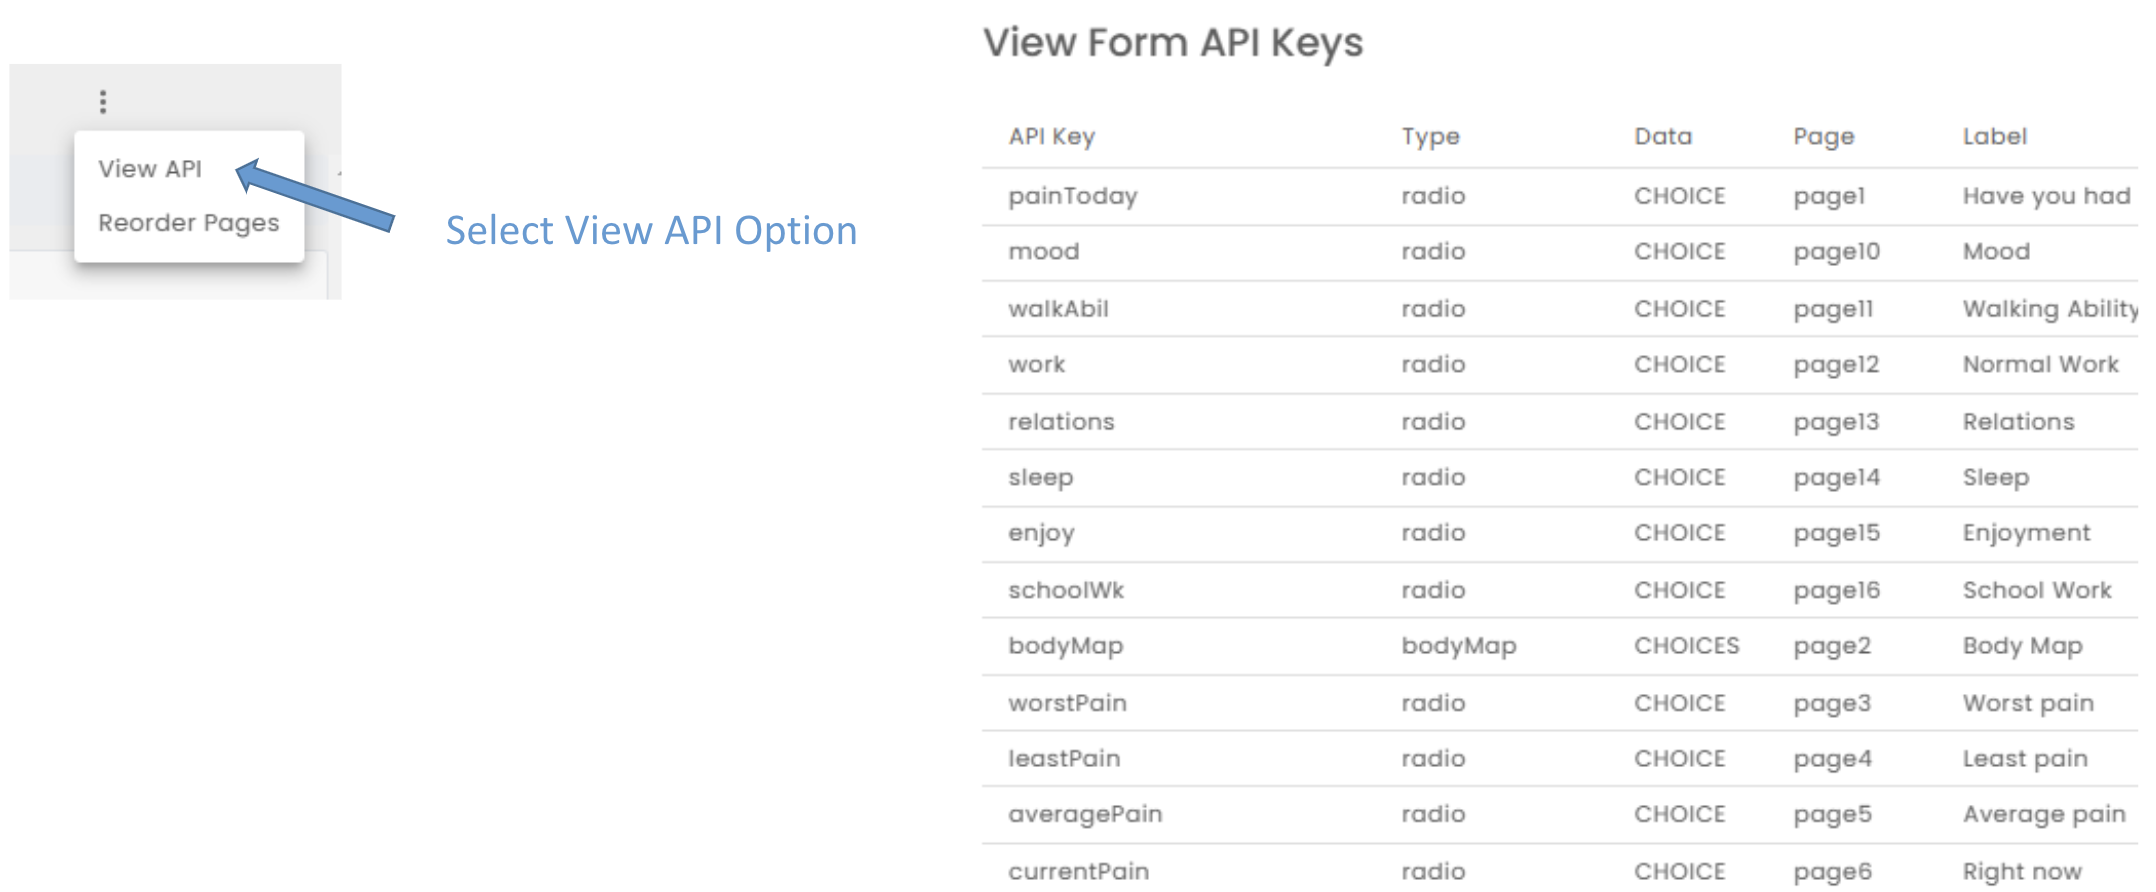 View API
Reorder Pages
Select View API Option
View Form API Keys
API Key Type Data Page Label
painToday radio CHOICE page1 Have you had
mood radio CHOICE page10 Mood
walkAbil radio CHOICE page11 Walking Ability
work radio CHOICE page12 Normal Work
relations radio CHOICE page13 Relations
sleep radio CHOICE page14 Sleep
enjoy radio CHOICE page15 Enjoyment
schoolWk radio CHOICE page16 School Work
bodyMap bodyMap CHOICES page2 Body Map
worstPain radio CHOICE page3 Worst pain
leastPain radio CHOICE page4 Least pain
averagePain radio CHOICE page5 Average pain
currentPain radio CHOICE page6 Right now